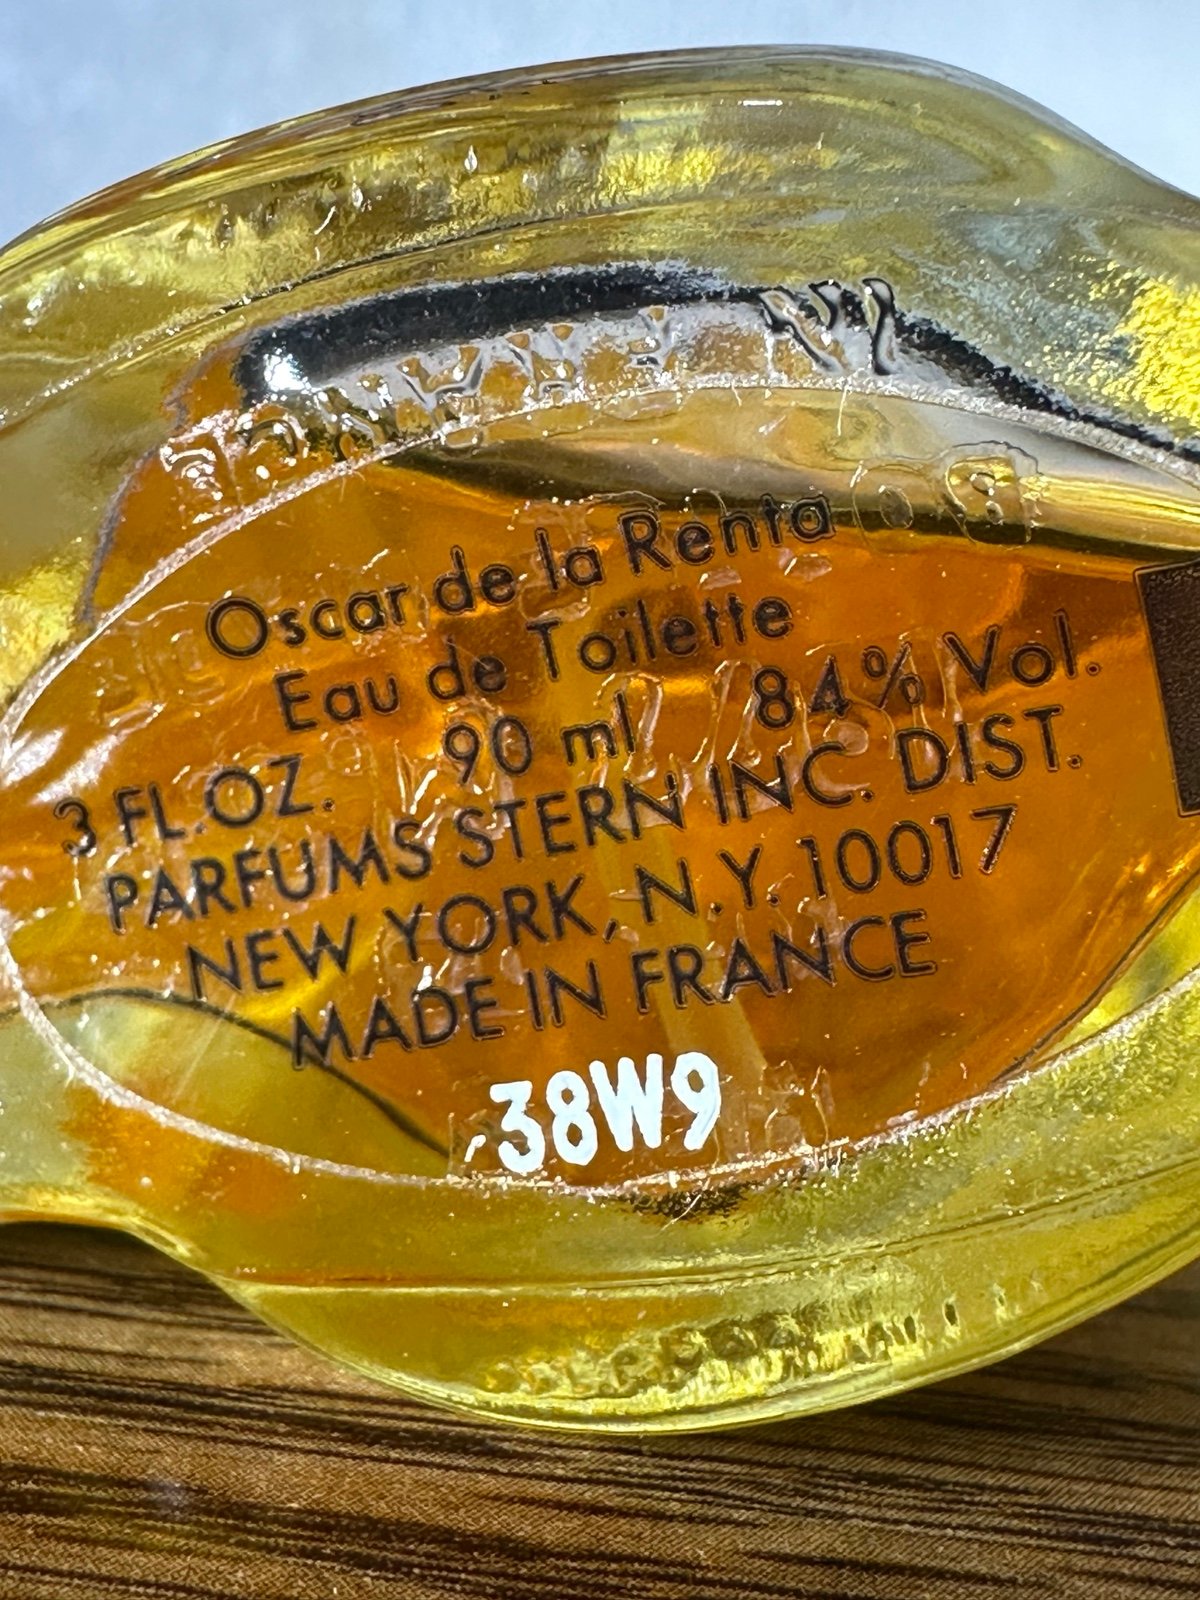 Oscar de la Renta
Eau de Toilette
3 FL.OZ. 90 ml 84% Vol.
PARFUMS STERN INC. DIST.
NEW YORK, N.Y. 10017
MADE IN FRANCE
38W9